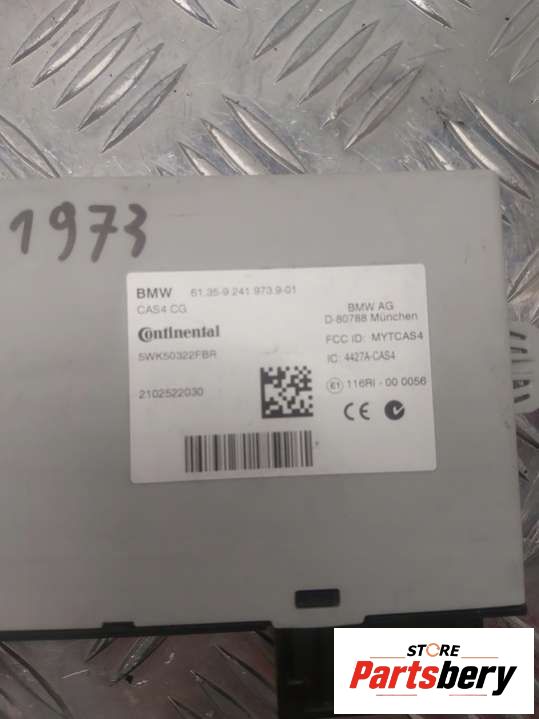 1973
BMW 61.35-9 241 973.9-01
CAS4 CG
Continental
5WK50322FBR
2102522030
BMW AG
D-80788 München
FCC ID: MYTCAS4
IC: 4427A-CAS4
E1 116RI - 00 0056
CE
STORE
Partsbery